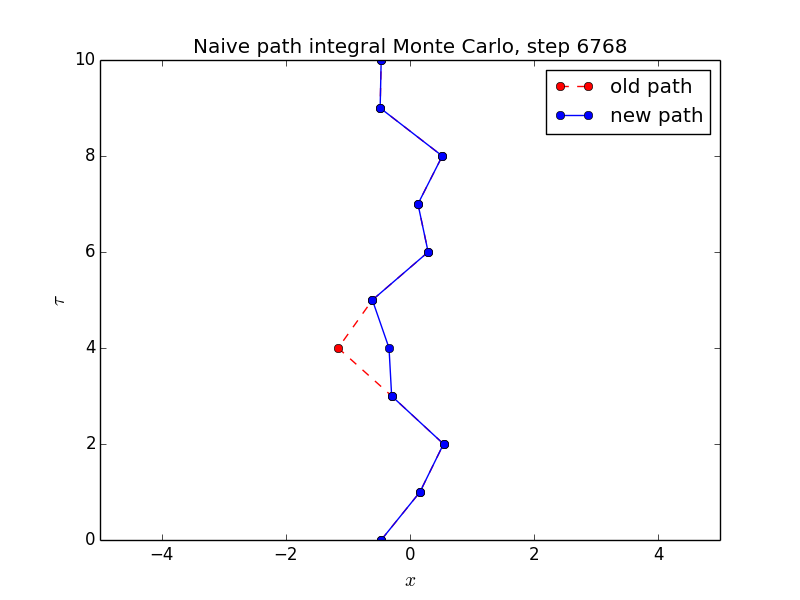 Naive path integral Monte Carlo, step 6768
old path
new path
10
8
6
4
2
0
τ
−4
−2
0
2
4
x